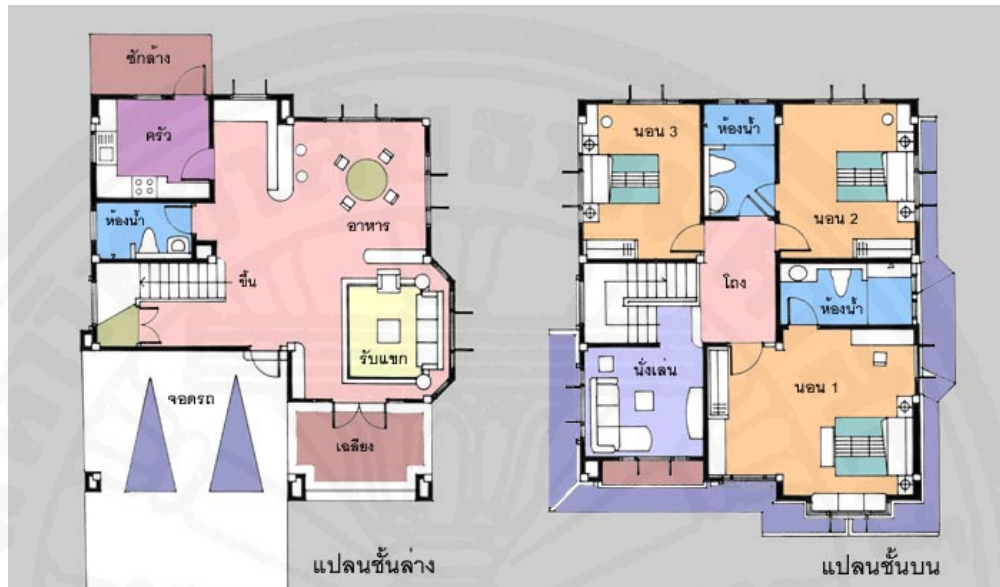 ซักล้าง
ครัว
ห้องน้ำ
อาหาร
ขึ้น
รับแขก
จอดรถ
เฉลียง
แปลนชั้นล่าง
นอน 3
ห้องน้ำ
นอน 2
โถง
ห้องน้ำ
นั่งเล่น
นอน 1
แปลนชั้นบน